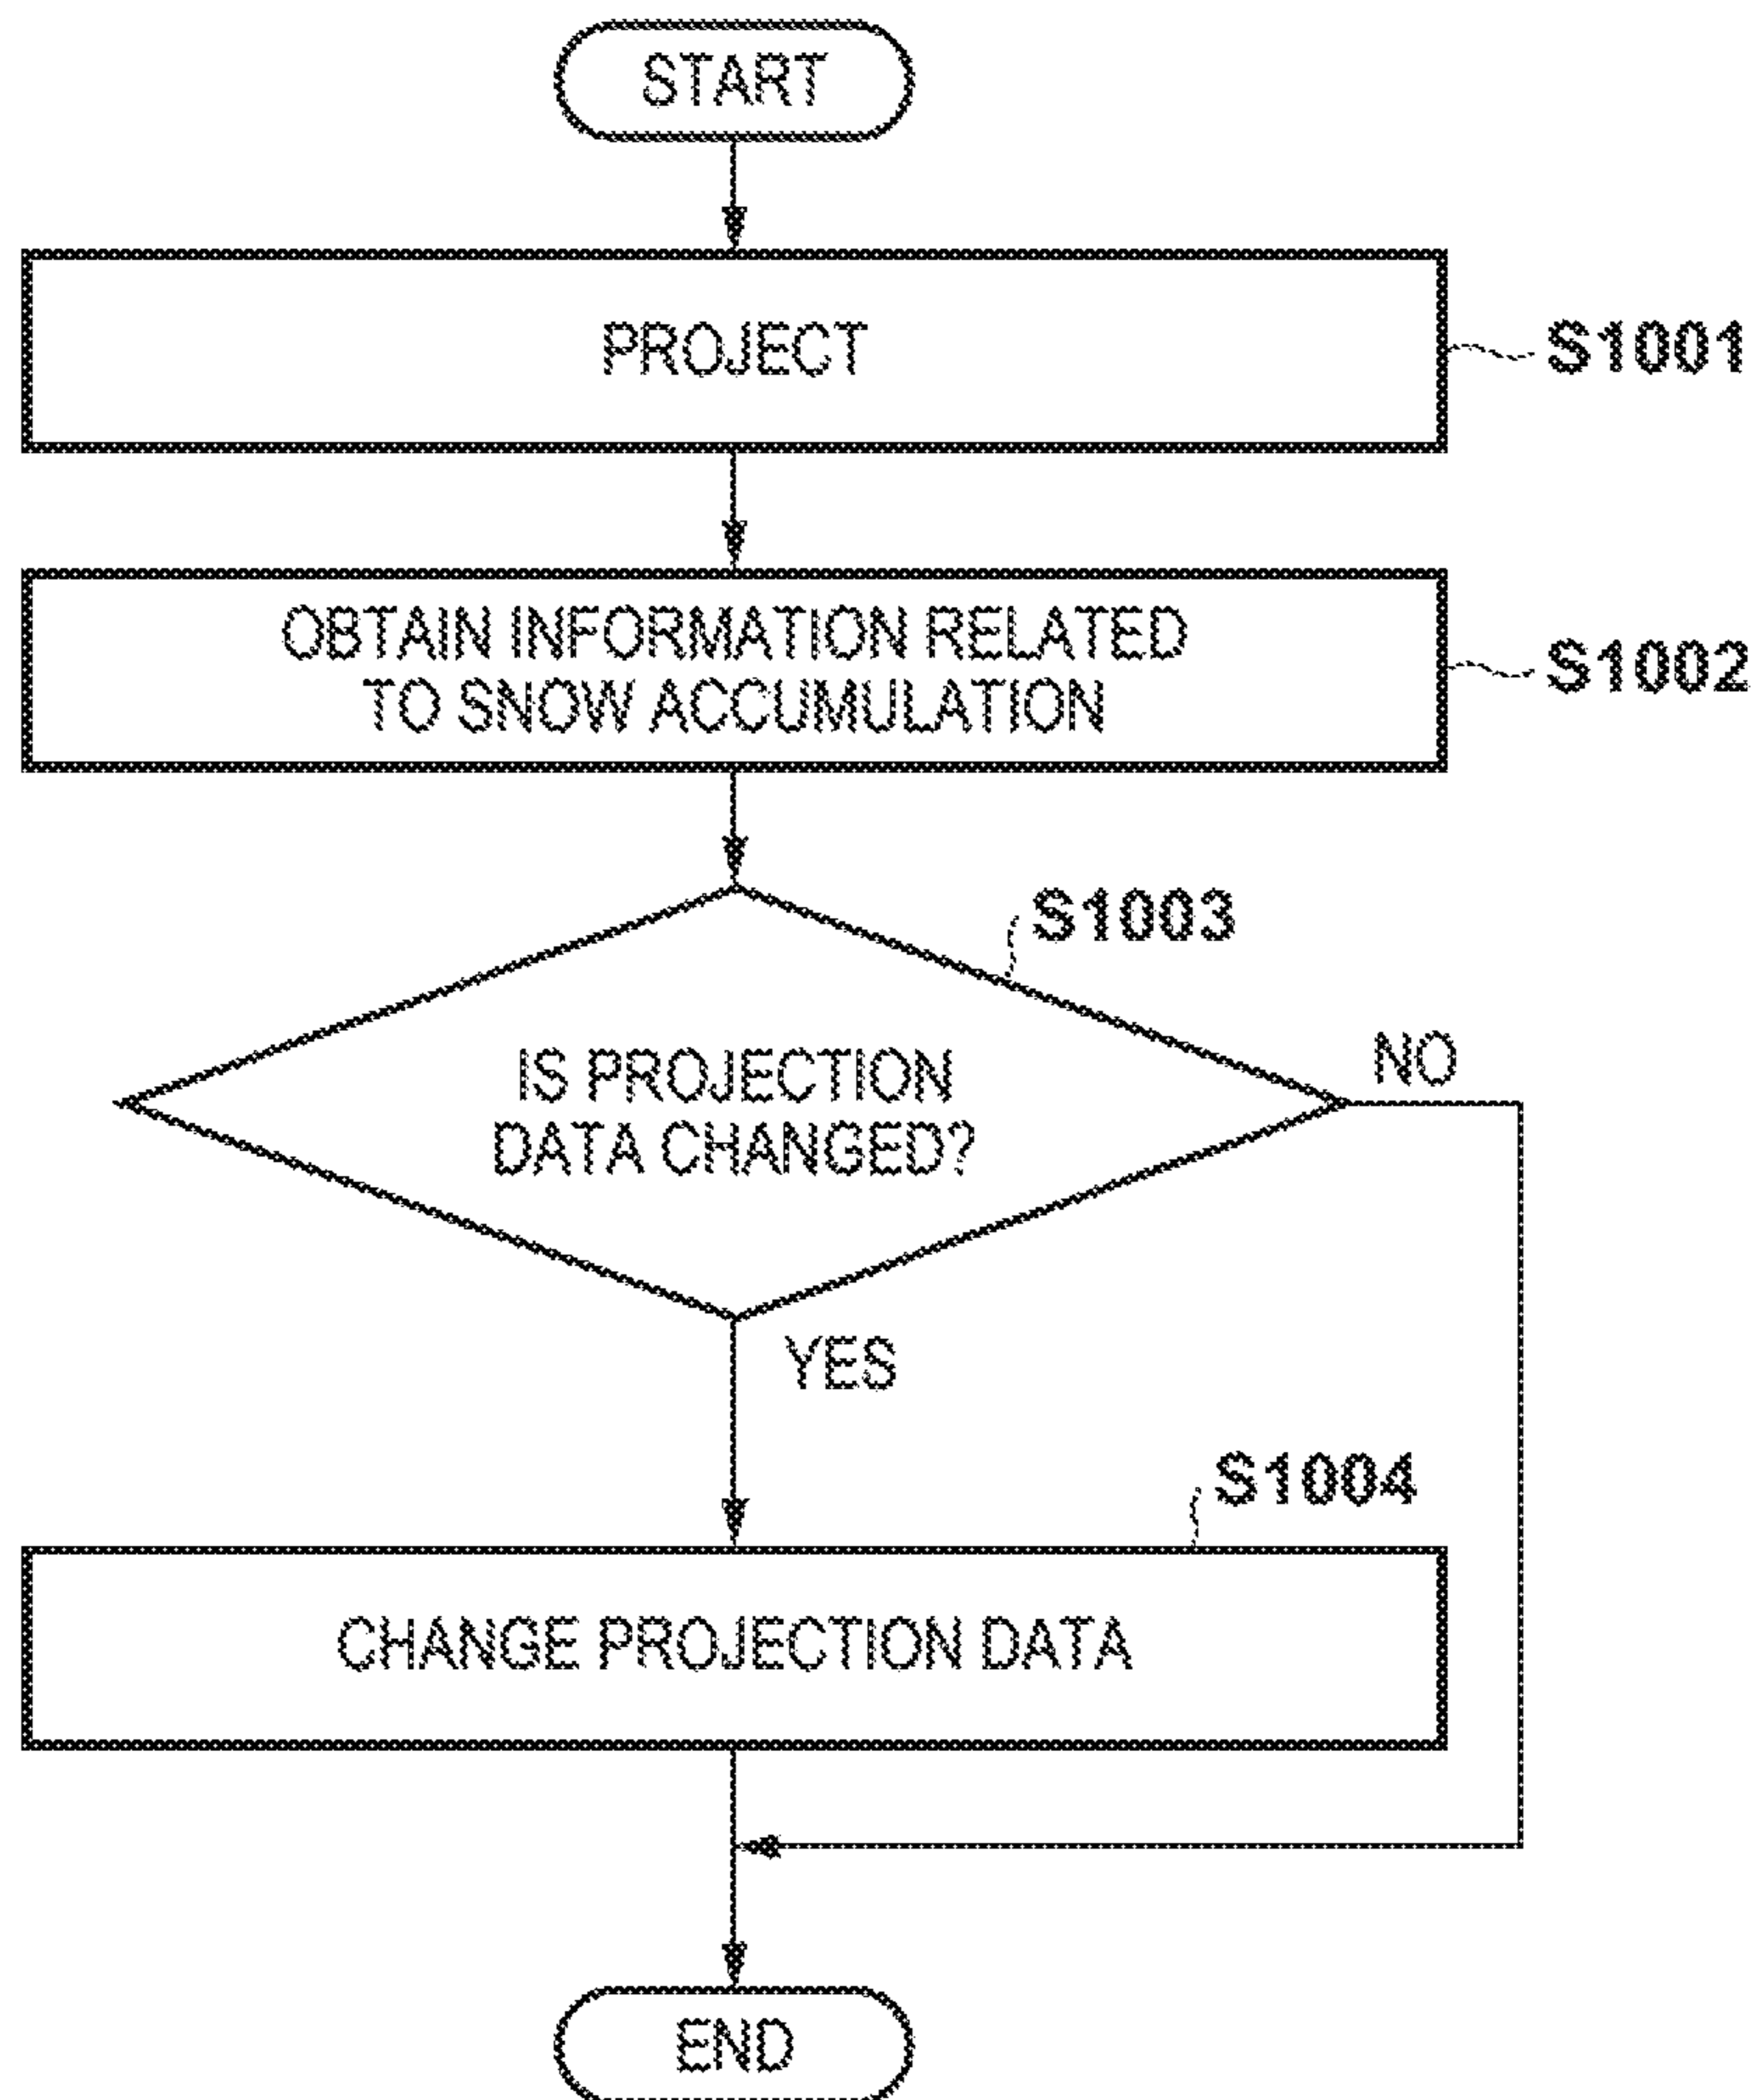 START
PROJECT
S1001
OBTAIN INFORMATION RELATED
TO SNOW ACCUMULATION
S1002
S1003
IS PROJECTION
DATA CHANGED?
NO
YES
S1004
CHANGE PROJECTION DATA
END